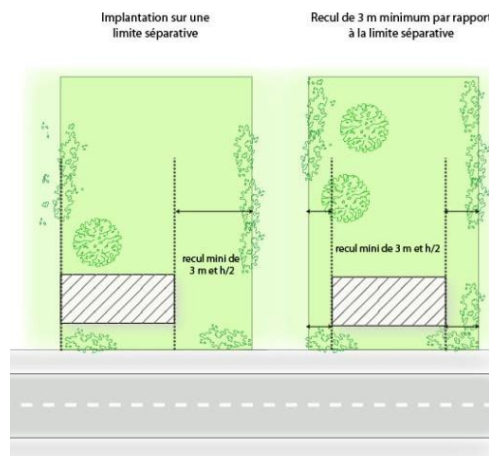 Implantation sur une
limite séparative
Recul de 3 m minimum par rapport
à la limite séparative
recul mini de
3 m et h/2
recul mini de 3 m et h/2